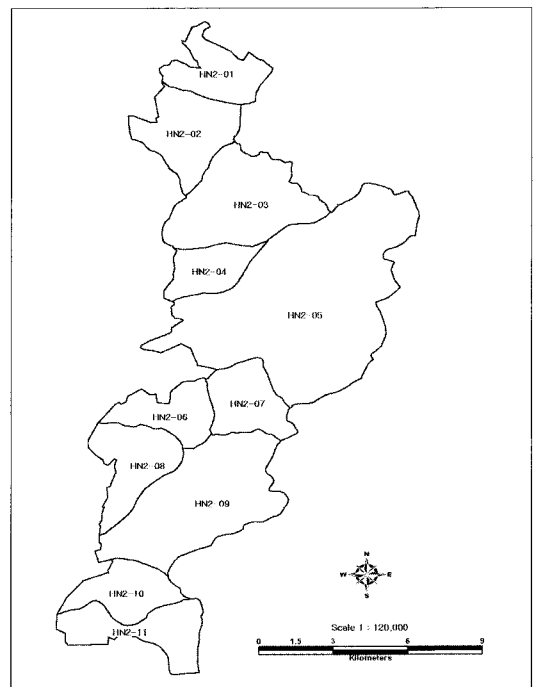 HN2-01
HN2-02
HN2-03
HN2-04
HN2-05
HN2-06
HN2-07
HN2-08
HN2-09
HN2-10
HN2-11
N
W
E
S
Scale 1 : 120,000
0 1.5 3 6 9
Kilometers